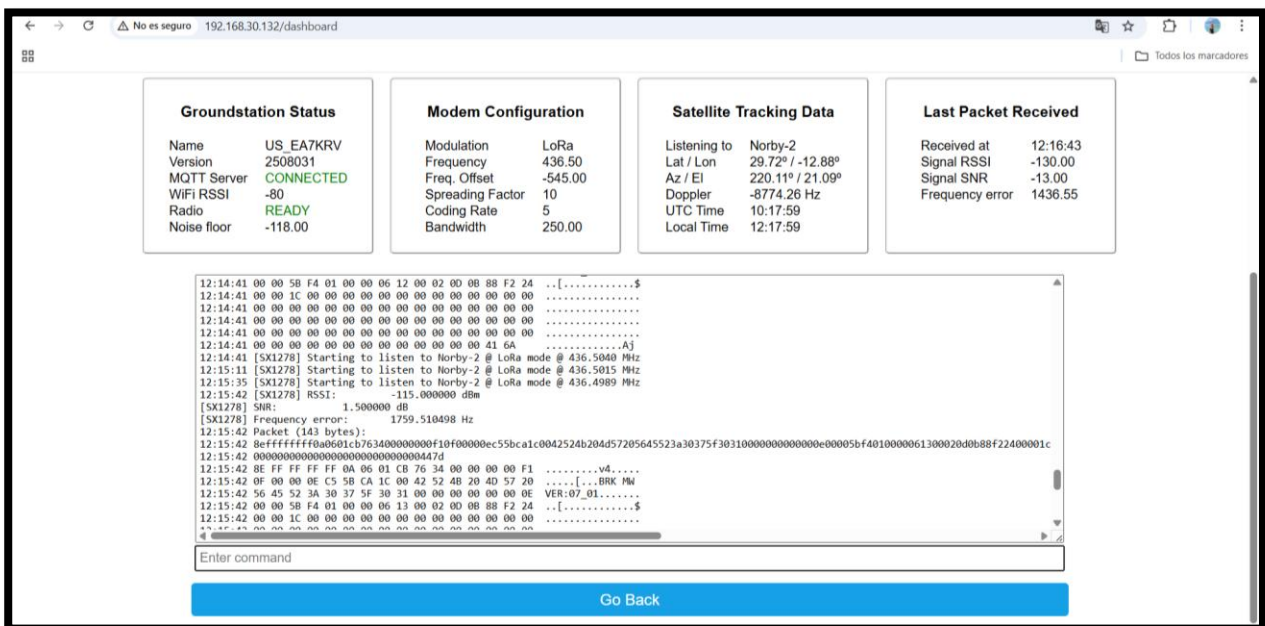 No es seguro 192.168.30.132/dashboard
Todos los marcadores
Groundstation Status
Name US_EA7KRV
Version 2508031
MQTT Server CONNECTED
WiFi RSSI -80
Radio READY
Noise floor -118.00
Modem Configuration
Modulation LoRa
Frequency 436.50
Freq. Offset -545.00
Spreading Factor 10
Coding Rate 5
Bandwidth 250.00
Satellite Tracking Data
Listening to Norby-2
Lat / Lon 29.72º / -12.88º
Az / El 220.11º / 21.09º
Doppler -8774.26 Hz
UTC Time 10:17:59
Local Time 12:17:59
Last Packet Received
Received at 12:16:43
Signal RSSI -130.00
Signal SNR -13.00
Frequency error 1436.55
12:14:41 00 00 5B F4 01 00 00 06 12 00 02 0D 0B 88 F2 24 ..[............$
12:14:41 00 00 1C 00 00 00 00 00 00 00 00 00 00 00 00 00 ................
12:14:41 00 00 00 00 00 00 00 00 00 00 00 00 00 00 00 00 ................
12:14:41 00 00 00 00 00 00 00 00 00 00 00 00 00 00 00 00 ................
12:14:41 00 00 00 00 00 00 00 00 00 00 00 00 00 00 00 00 ................
12:14:41 00 00 00 00 00 00 00 00 00 00 00 00 00 41 6A .............Aj
12:14:41 [SX1278] Starting to listen to Norby-2 @ LoRa mode @ 436.5040 MHz
12:15:11 [SX1278] Starting to listen to Norby-2 @ LoRa mode @ 436.5015 MHz
12:15:35 [SX1278] Starting to listen to Norby-2 @ LoRa mode @ 436.4989 MHz
12:15:42 [SX1278] RSSI: -115.000000 dBm
[SX1278] SNR: 1.500000 dB
[SX1278] Frequency error: 1759.510498 Hz
12:15:42 Packet (143 bytes):
12:15:42 8effffffff0a0601cb763400000000f10f00000ec55bca1c0042524b204d57205645523a30375f3031000000000000000e00005bf4010000061300020d0b88f22400001c
12:15:42 00000000000000000000000000000447d
12:15:42 8E FF FF FF FF 0A 06 01 CB 76 34 00 00 00 00 F1 .........v4.....
12:15:42 0F 00 00 0E C5 5B CA 1C 00 42 52 4B 20 4D 57 20 .....[...BRK MW
12:15:42 56 45 52 3A 30 37 5F 30 31 00 00 00 00 00 00 0E VER:07_01.......
12:15:42 00 00 5B F4 01 00 00 06 13 00 02 0D 0B 88 F2 24 ..[............$
12:15:42 00 00 1C 00 00 00 00 00 00 00 00 00 00 00 00 00 ................
Enter command
Go Back